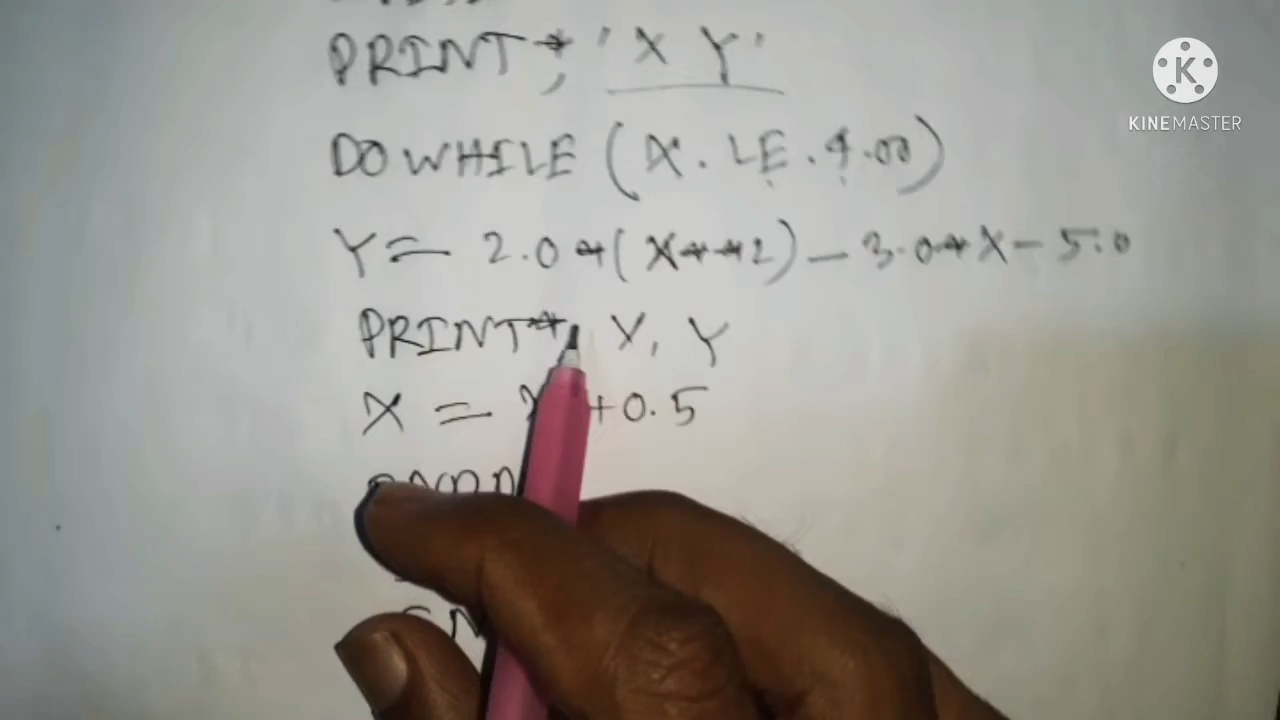 PRINT*, 'X Y'
DO WHILE (X.LE.4.00)
Y= 2.0*(X**2)-3.0*X-5.0
PRINT*, X, Y
X = X+0.5
KINEMASTER